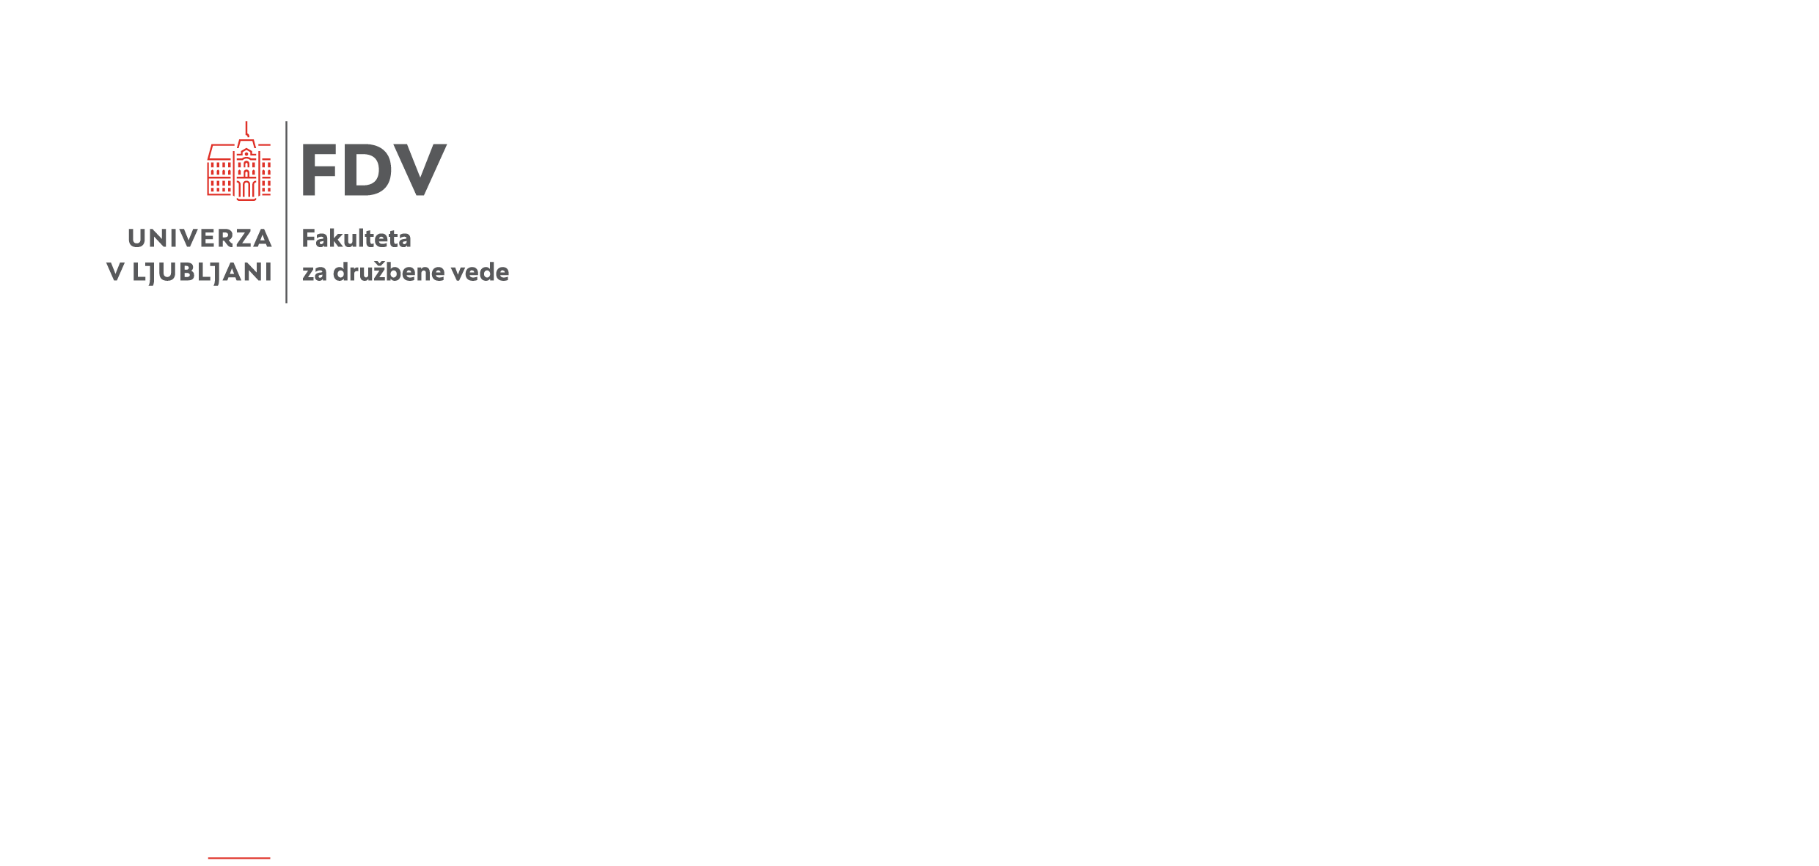 FDV
UNIVERZA
V LJUBLJANI
Fakulteta
za družbene vede